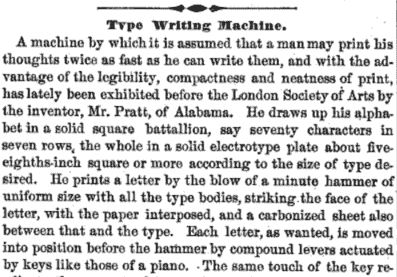 Type Writing Machine.
A machine by which it is assumed that a man may print his
thoughts twice as fast as he can write them, and with the ad-
vantage of the legibility, compactness and neatness of print,
has lately been exhibited before the London Society of Arts by
the inventor, Mr. Pratt, of Alabama. He draws up his alpha-
bet in a solid square battallion, say seventy characters in
seven rows, the whole in a solid electrotype plate about five-
eighths-inch square or more according to the size of type de-
sired. He prints a letter by the blow of a minute hammer of
uniform size with all the type bodies, striking the face of the
letter, with the paper interposed, and a carbonized sheet also
between that and the type. Each letter, as wanted, is moved
into position before the hammer by compound levers actuated
by keys like those of a piano. The same touch of the key re-